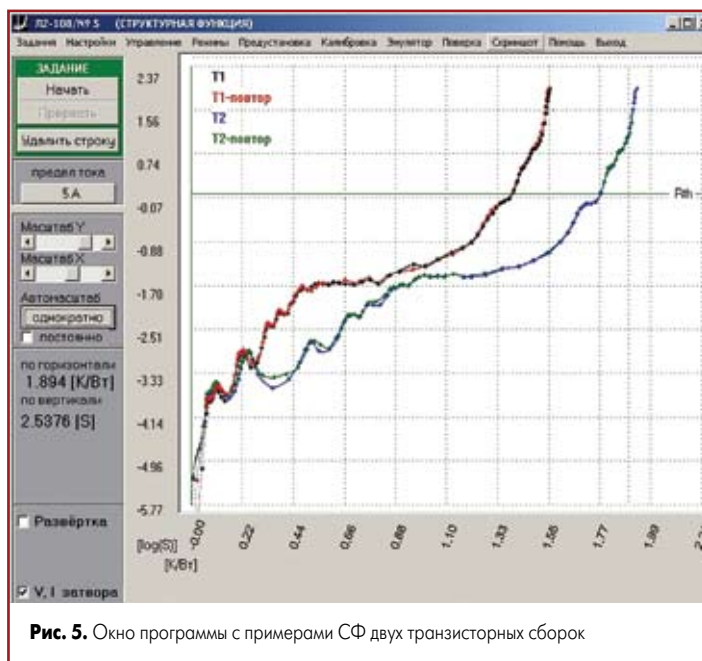 Л2-108/№ 5 (СТРУКТУРНАЯ ФУНКЦИЯ)
Задания Настройки Управление Режимы Предустановка Калибровка Эмулятор Поверка Скриншот Помощь Выход
ЗАДАНИЕ
Начать
Прервать
Удалить строку
предел тока
5 А
Масштаб Y
Масштаб X
Автомасштаб
однократно
постоянно
по горизонтали
1.894 [К/Вт]
по вертикали
2.5376 [S]
Развёртка
V, I затвора
T1
T1-повтор
T2
T2-повтор
Rth
2.37
1.56
0.74
-0.07
-0.88
-1.70
-2.51
-3.33
-4.14
-4.96
-5.77
[log(S)]
[К/Вт]
-0.00 0.22 0.44 0.66 0.88 1.10 1.33 1.55 1.77 1.99
Рис. 5. Окно программы с примерами СФ двух транзисторных сборок